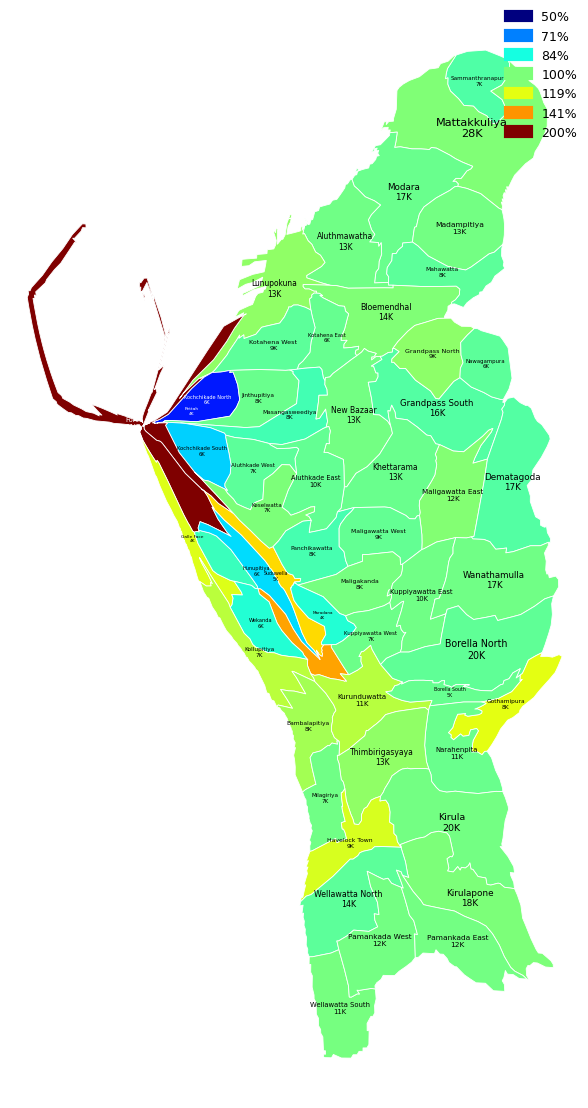 50%
71%
84%
100%
119%
141%
200%
Sammanthranapura
7K
Mattakkuliya
28K
Modara
17K
Madampitiya
13K
Aluthmawatha
13K
Mahawatta
8K
Lunupokuna
13K
Bloemendhal
14K
Kotahena East
6K
Kotahena West
9K
Grandpass North
9K
Nawagampura
6K
Kochchikade North
6K
Jinthupitiya
8K
Masangasweediya
8K
Grandpass South
16K
New Bazaar
13K
Kochchikade South
6K
Aluthkade West
7K
Khettarama
13K
Aluthkade East
10K
Dematagoda
17K
Maligawatta East
12K
Keselwatta
7K
Maligawatta West
9K
Galle Face
4K
Panchikawatta
8K
Hunupitiya
6K
Suduwella
5K
Wanathamulla
17K
Maligakanda
8K
Kuppiyawatta East
10K
Maradana
4K
Wekanda
6K
Kuppiyawatta West
7K
Kollupitiya
7K
Borella North
20K
Borella South
5K
Kurunduwatta
11K
Gothamipura
8K
Bambalapitiya
8K
Narahenpita
11K
Thimbirigasyaya
13K
Milagiriya
7K
Kirula
20K
Havelock Town
9K
Wellawatta North
14K
Kirulapone
18K
Pamankada West
12K
Pamankada East
12K
Wellawatta South
11K